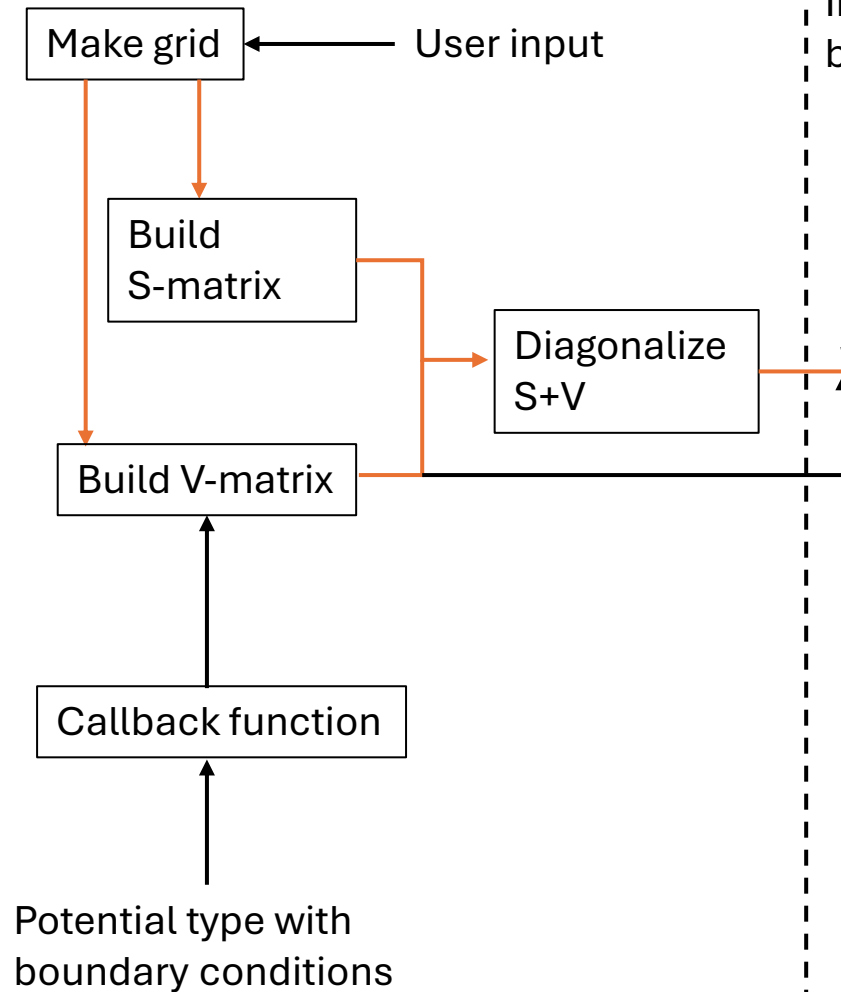 Make grid
User input
Build
S-matrix
Diagonalize
S+V
Build V-matrix
Callback function
Potential type with
boundary conditions